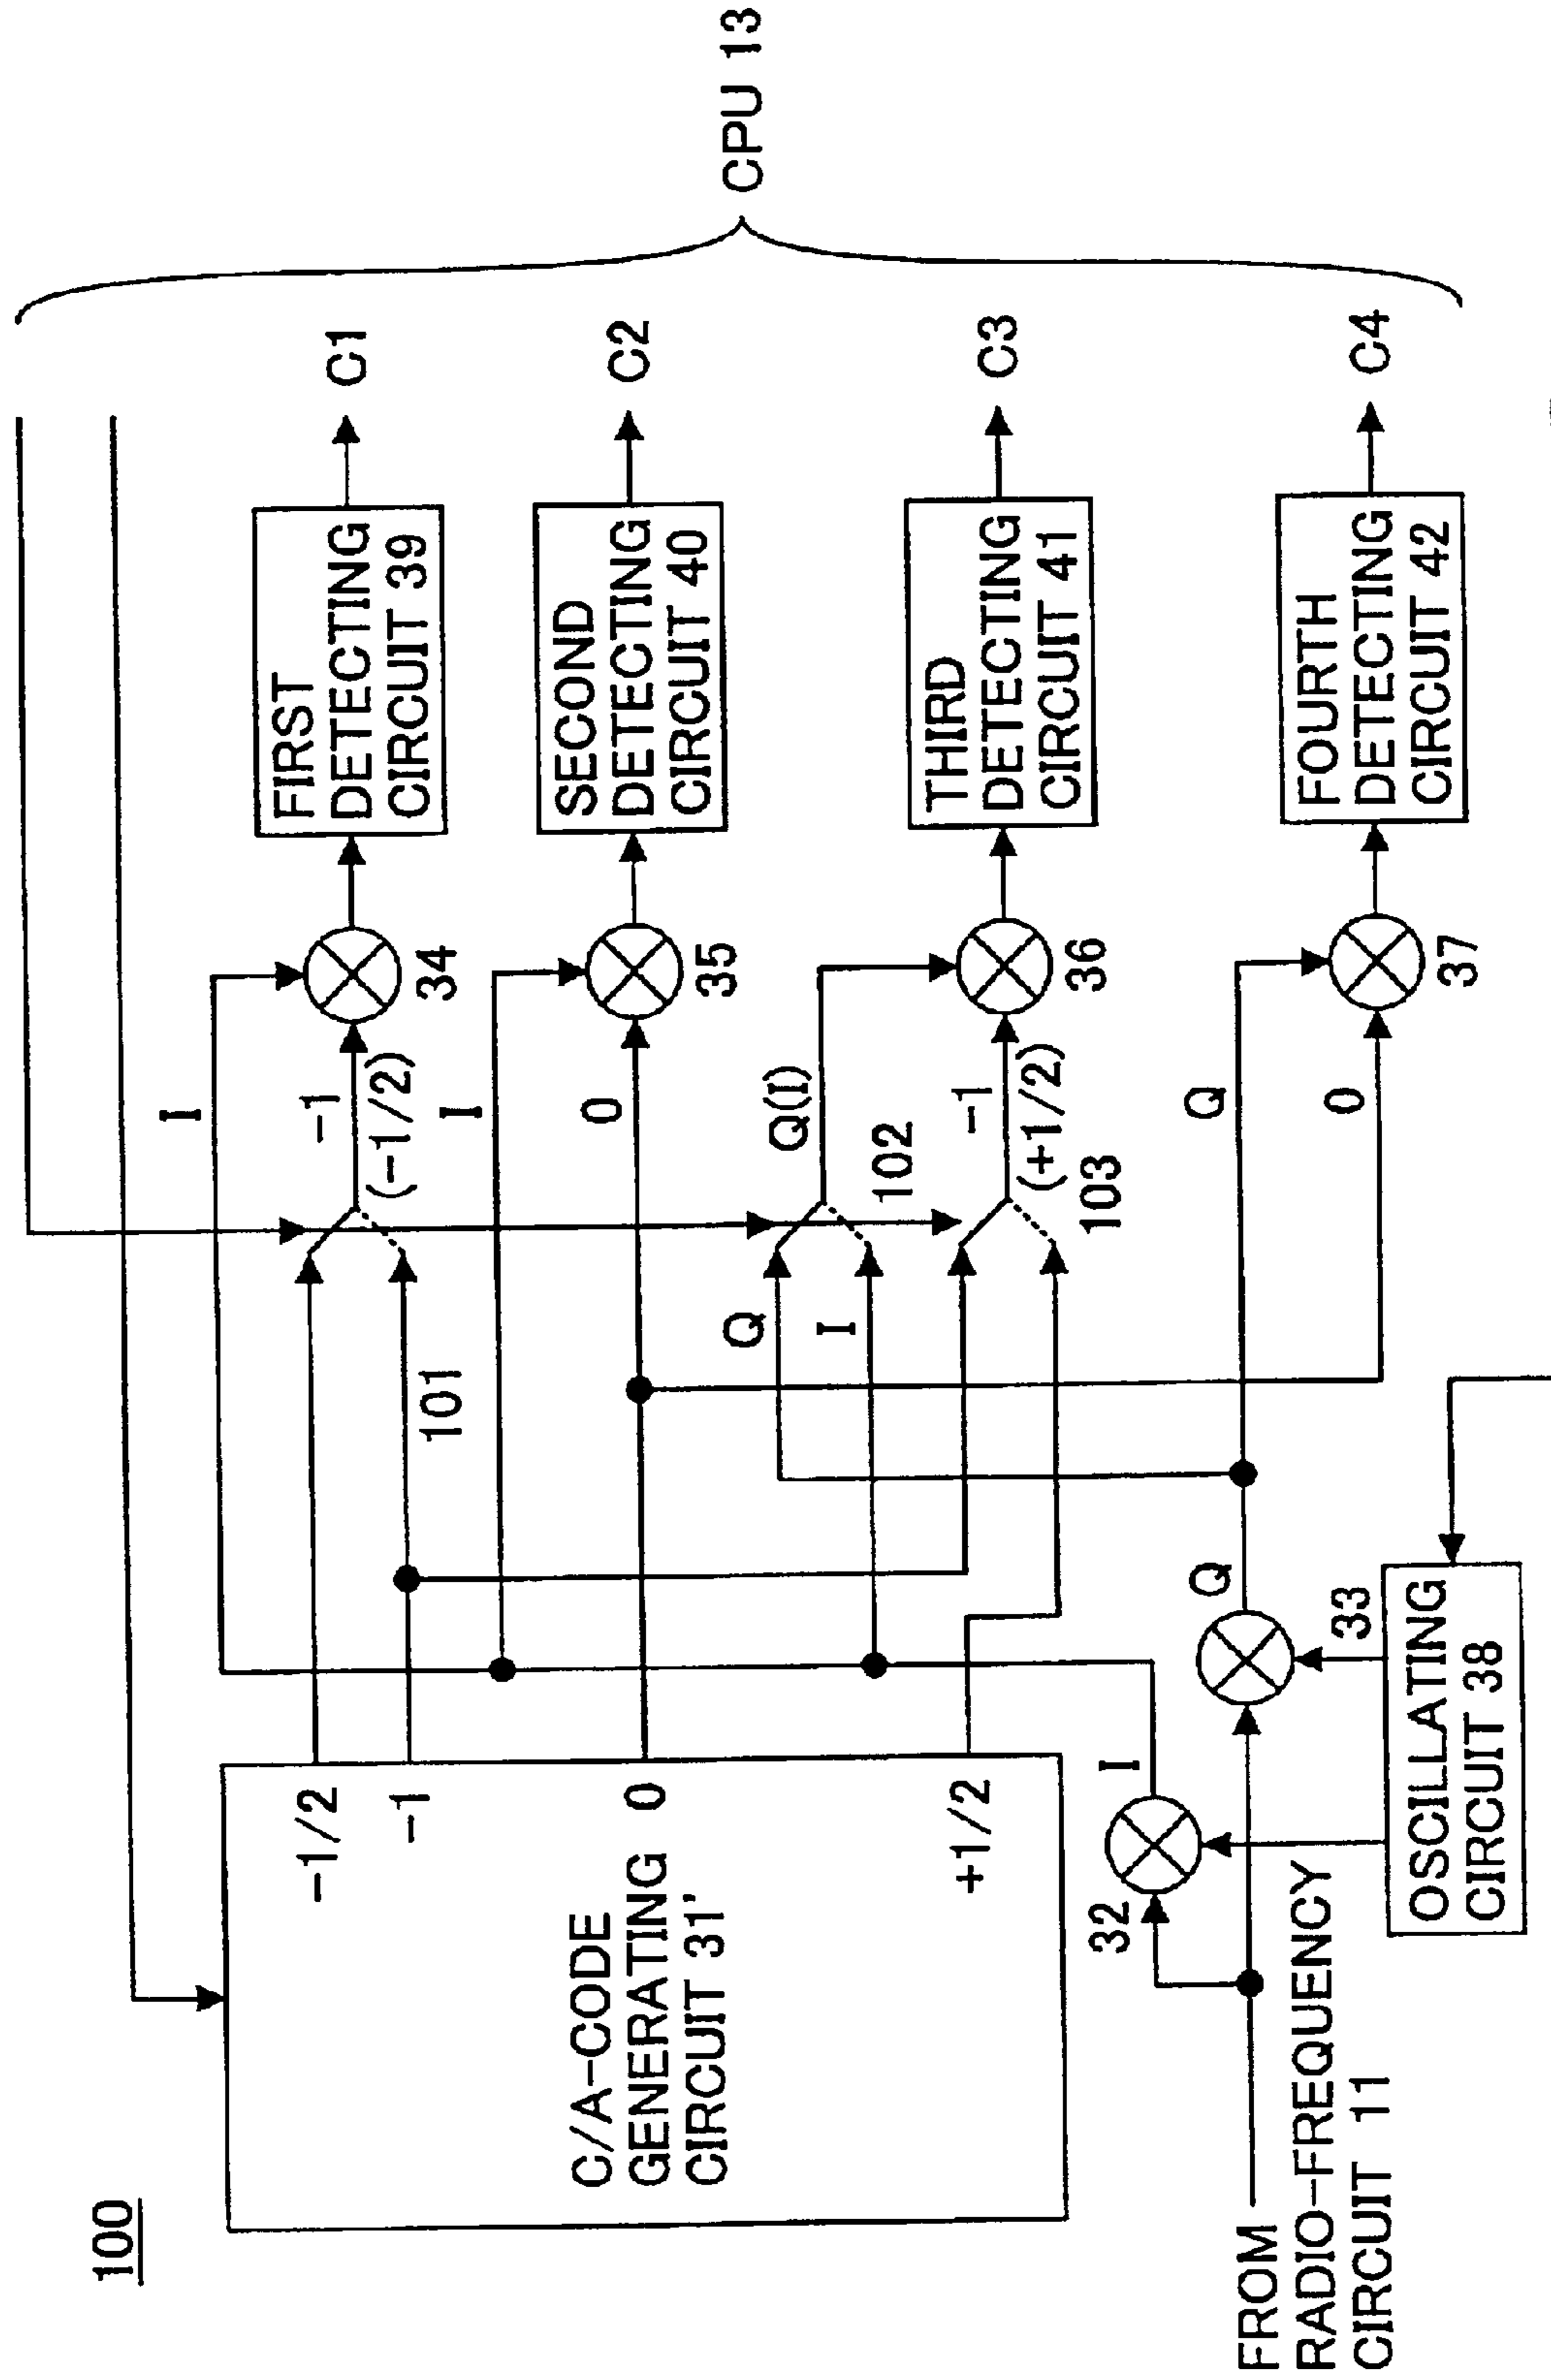 100
C/A-CODE
GENERATING
CIRCUIT 31'
-1/2
-1
0
+1/2
FROM
RADIO-FREQUENCY
CIRCUIT 11
32
I
Q
33
OSCILLATING
CIRCUIT 38
101
Q
I
102
103
I
-1
(-1/2)
I
0
Q(I)
-1
(+1/2)
Q
0
34
35
36
37
FIRST
DETECTING
CIRCUIT 39
SECOND
DETECTING
CIRCUIT 40
THIRD
DETECTING
CIRCUIT 41
FOURTH
DETECTING
CIRCUIT 42
C1
C2
C3
C4
CPU 13